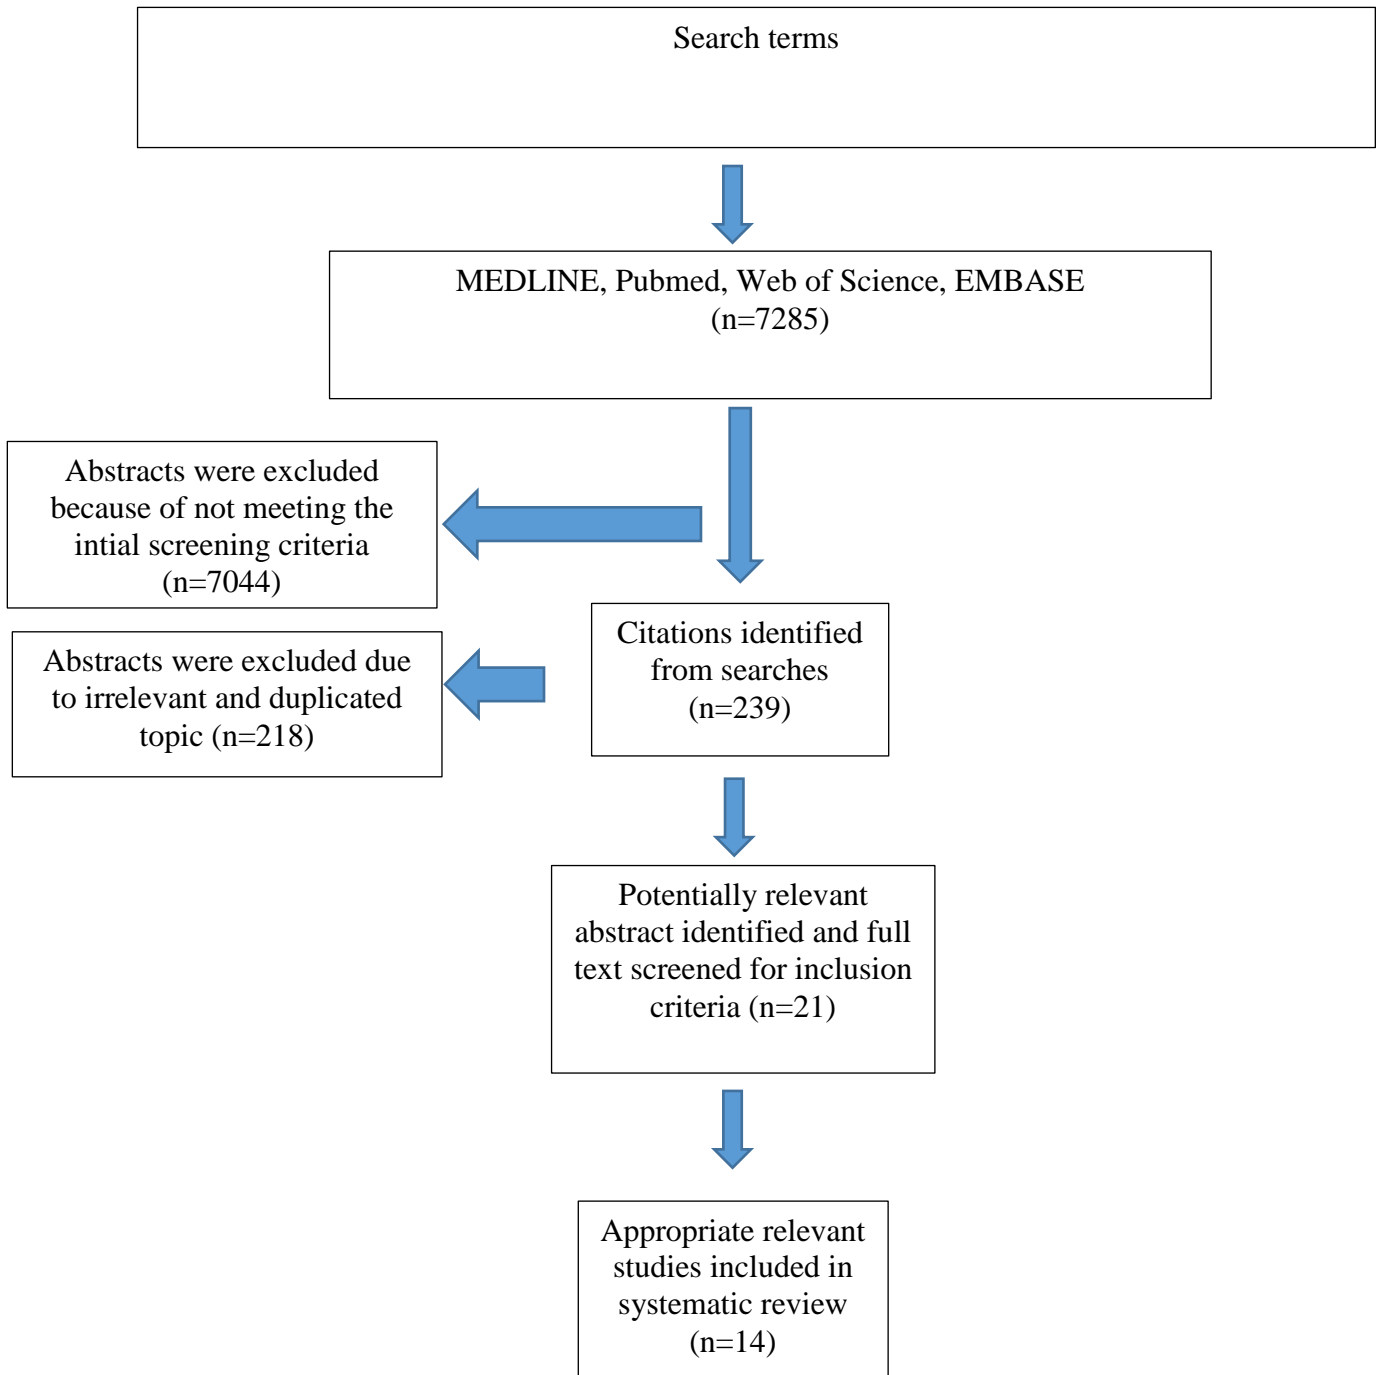 Search terms
MEDLINE, Pubmed, Web of Science, EMBASE
(n=7285)
Abstracts were excluded
because of not meeting the
intial screening criteria
(n=7044)
Citations identified
from searches
(n=239)
Abstracts were excluded due
to irrelevant and duplicated
topic (n=218)
Potentially relevant
abstract identified and full
text screened for inclusion
criteria (n=21)
Appropriate relevant
studies included in
systematic review
(n=14)